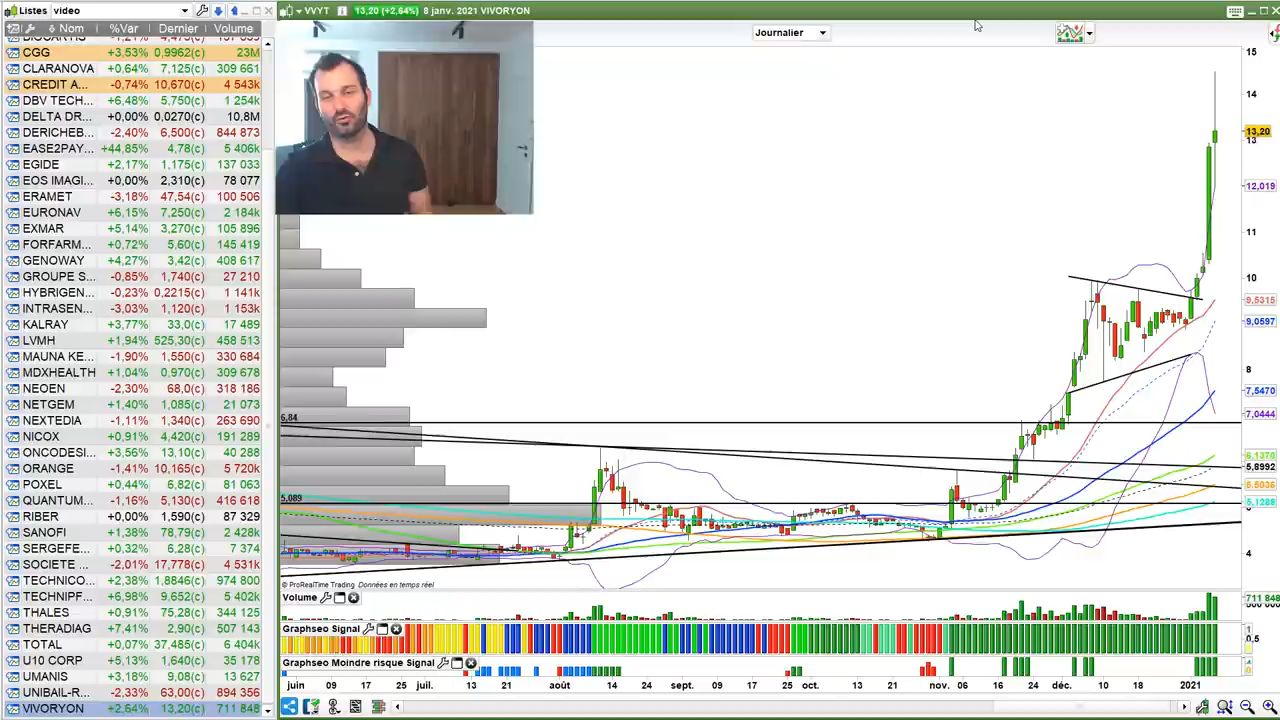 Listes video
VVYT 13,20 (+2,64%) 8 janv. 2021 VIVORYON
Nom %Var Dernier Volume
Journalier
CGG +3,53% 0,9962(c) 23M
CLARANOVA +0,64% 7,125(c) 309 661
CREDIT A... -0,74% 10,670(c) 4 543k
DBV TECH... +6,48% 5,750(c) 1 254k
DELTA DR... +0,00% 0,0270(c) 10,8M
DERICHEB... -2,40% 6,500(c) 844 873
EASE2PAY... +44,85% 4,78(c) 5 406k
EGIDE +2,17% 1,175(c) 137 033
EOS IMAGI... +0,00% 2,310(c) 78 077
ERAMET -3,18% 47,54(c) 100 506
EURONAV +6,15% 7,250(c) 2 184k
EXMAR +5,14% 3,270(c) 105 896
FORFARM... +0,72% 5,60(c) 145 419
GENOWAY +4,27% 3,42(c) 408 617
GROUPE S... -0,85% 1,740(c) 27 210
HYBRIGEN... -0,23% 0,2215(c) 1 141k
INTRASEN... -3,03% 1,120(c) 1 153k
KALRAY +3,77% 33,0(c) 17 489
LVMH +1,94% 525,30(c) 458 513
MAUNA KE... -1,90% 1,550(c) 330 684
MDXHEALTH +1,04% 0,970(c) 309 678
NEOEN -2,30% 68,0(c) 318 186
NETGEM +1,40% 1,085(c) 21 073
NEXTEDIA -1,11% 1,340(c) 263 690
NICOX +0,91% 4,420(c) 191 289
ONCODESI... +3,56% 13,10(c) 40 288
ORANGE -1,41% 10,165(c) 5 720k
POXEL +0,44% 6,82(c) 81 063
QUANTUM... -1,16% 5,130(c) 416 618
RIBER +0,00% 1,590(c) 87 329
SANOFI +0,38% 78,79(c) 2 428k
SERGEFE... +0,32% 6,28(c) 7 374
SOCIETE ... -2,01% 17,778(c) 4 531k
TECHNICO... +2,38% 1,8846(c) 974 800
TECHNIPF... +6,98% 9,652(c) 5 402k
THALES +0,91% 75,28(c) 344 125
THERADIAG +7,41% 2,90(c) 507 143
TOTAL +0,07% 37,485(c) 6 404k
U10 CORP +5,13% 1,640(c) 35 178
UMANIS +3,18% 9,08(c) 13 627
UNIBAIL-R... -2,33% 63,00(c) 894 356
VIVORYON +2,64% 13,20(c) 711 848
15
14
13,20
13
12,019
11
10
9,5315
9,0597
8
7,5470
7,0444
6,84
6,1370
5,8992
5,5036
5,089
5,1288
4
© ProRealTime Trading Données en temps réel
Volume
711 848
Graphseo Signal
1
0,5
Graphseo Moindre risque Signal
juin 09 17 25 juil. 13 21 août 14 24 sept. 17 25 oct. 13 21 nov. 06 16 24 déc. 10 18 2021